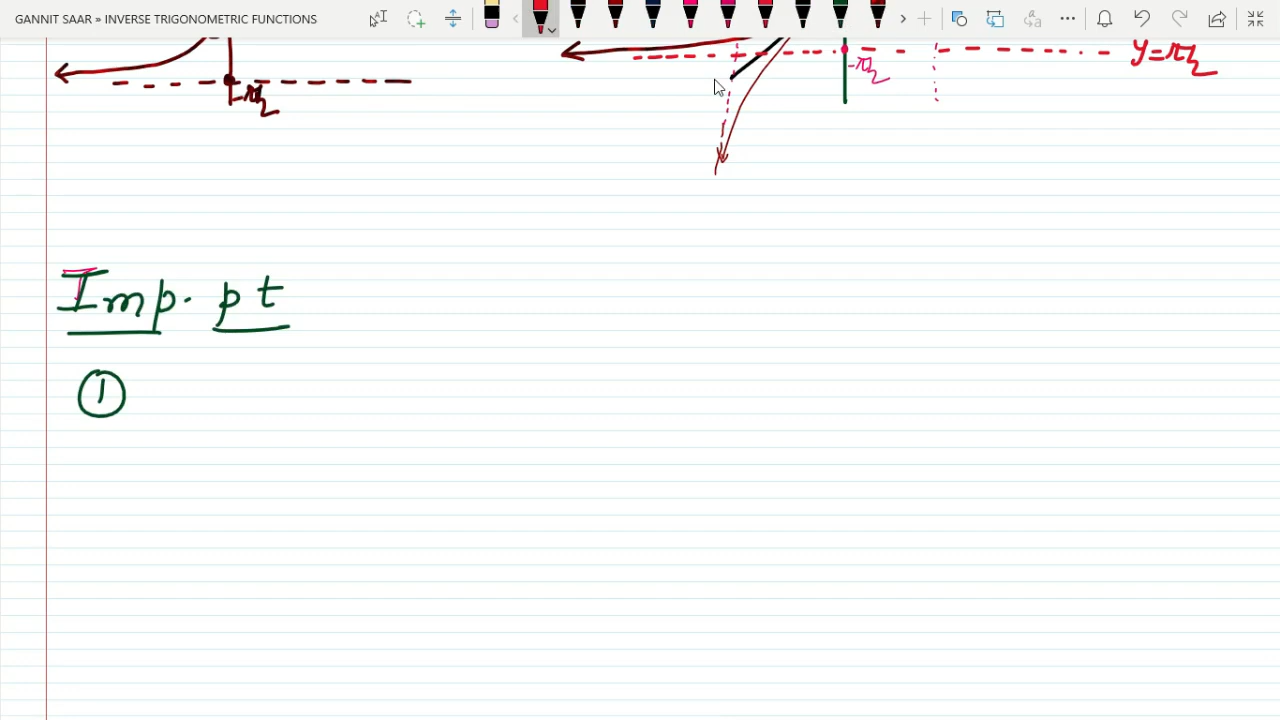 GANNIT SAAR » INVERSE TRIGONOMETRIC FUNCTIONS
-π/2
-π/2
y=π/2
Imp. pt
1